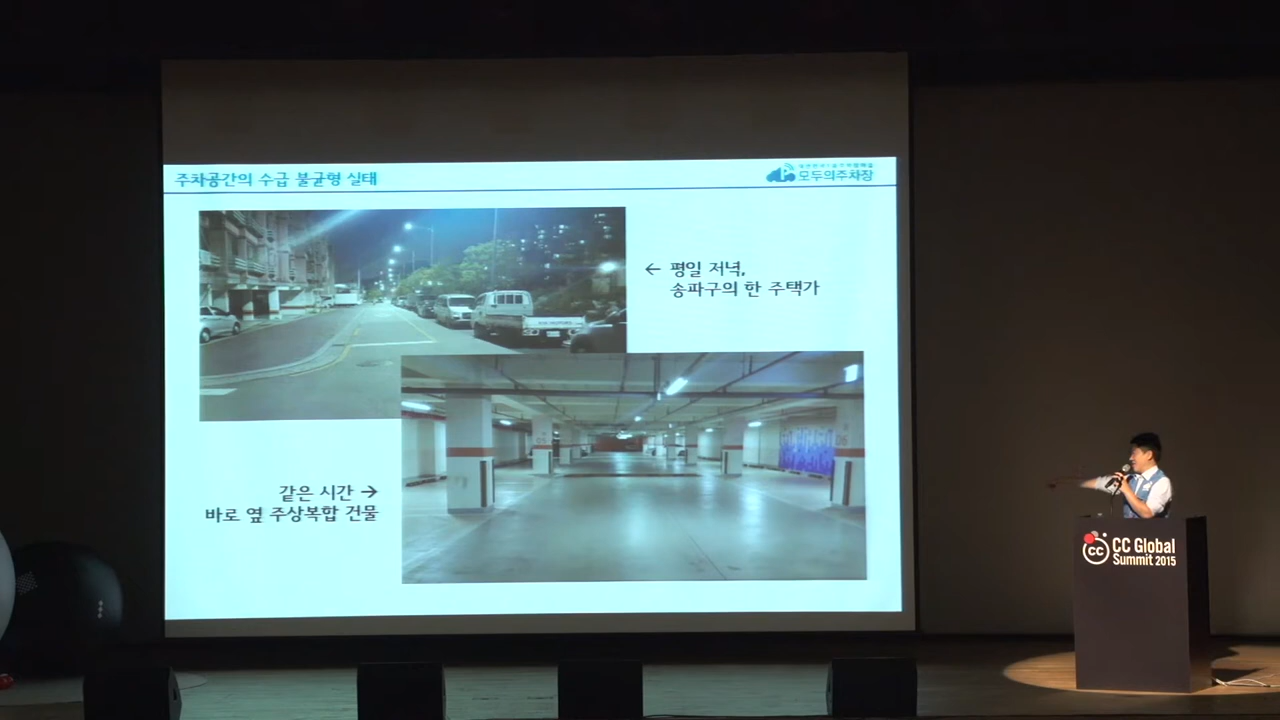 주차공간의 수급 불균형 실태
모두의주차장
← 평일 저녁,
송파구의 한 주택가
같은 시간 →
바로 옆 주상복합 건물
cc
CC Global
Summit 2015